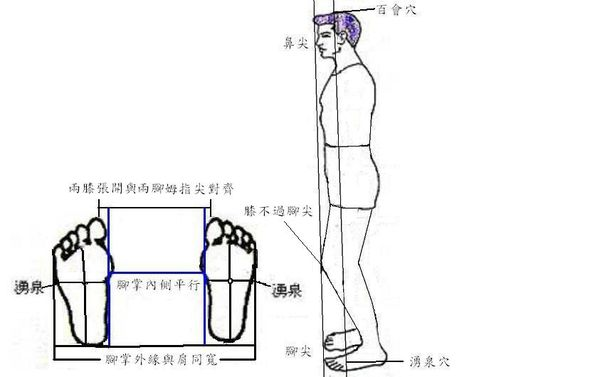 百會穴
鼻尖
兩膝張開與兩腳姆指尖對齊
膝不過腳尖
湧泉
腳掌內側平行
湧泉
腳掌外緣與肩同寬
腳尖
湧泉穴